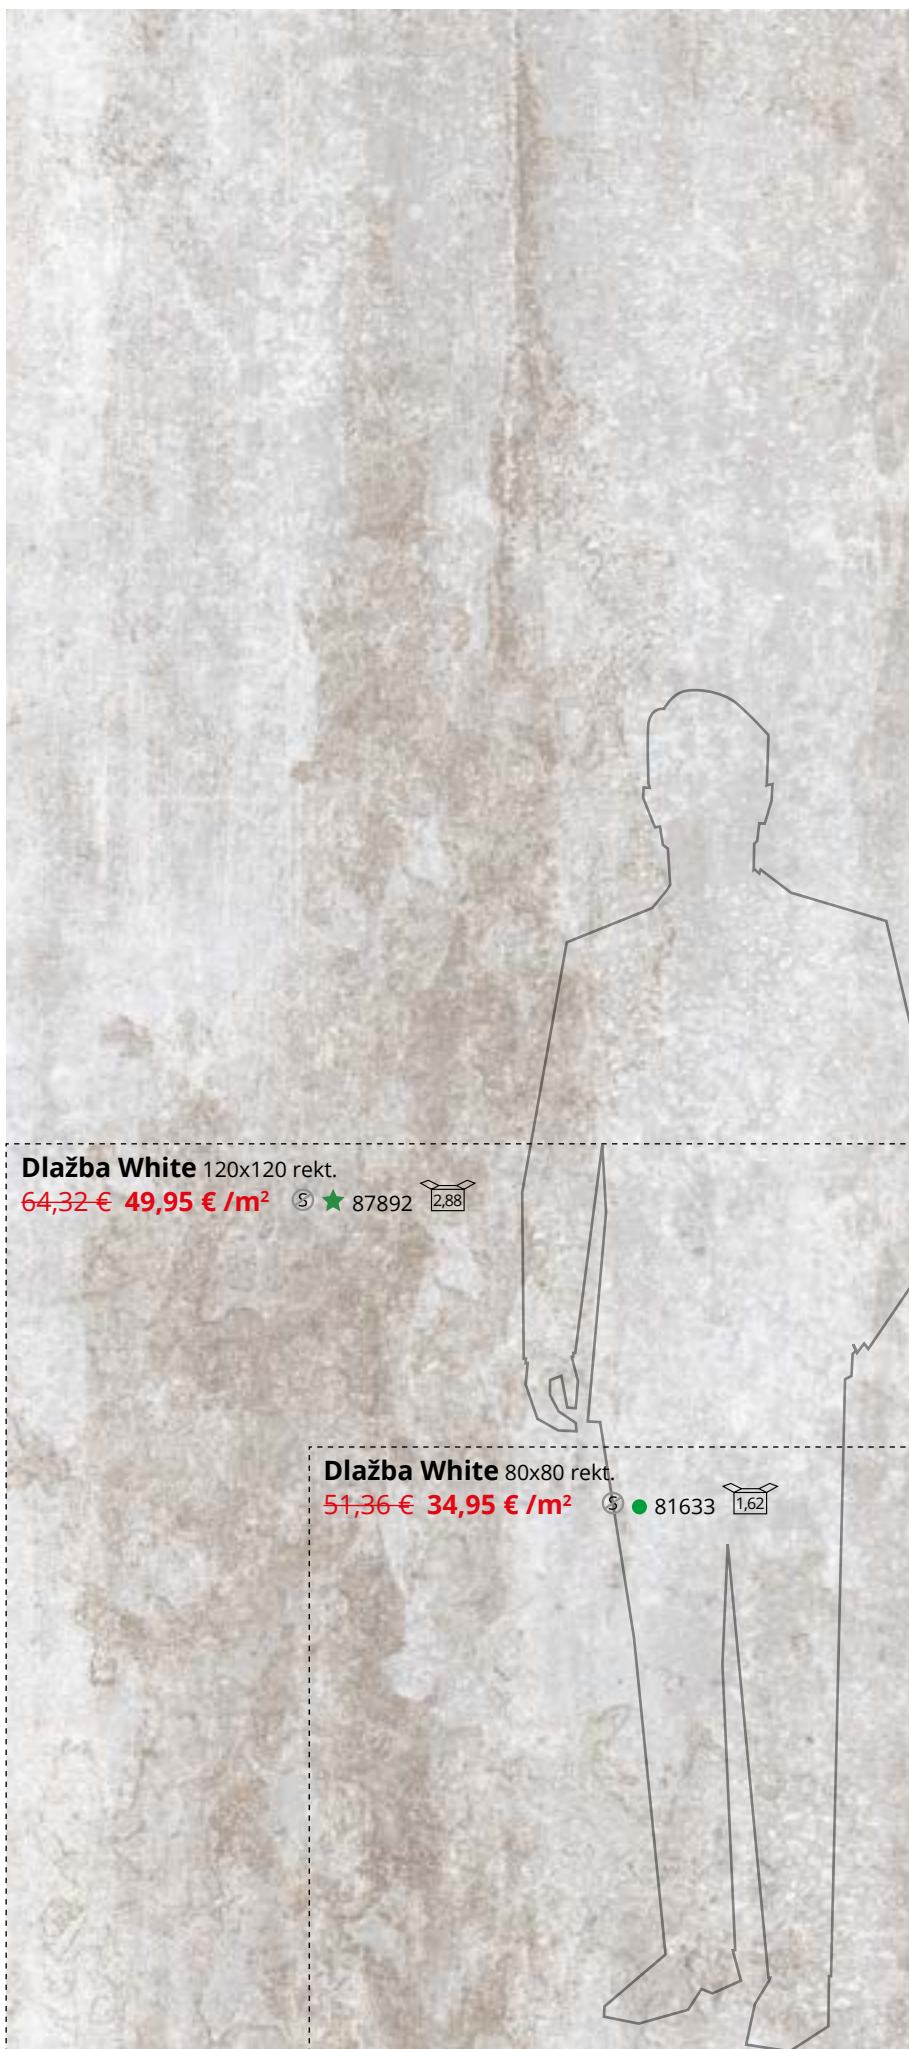 Dlažba White 120x120 rekt.
64,32 € 49,95 € /m² S 87892 2,88
Dlažba White 80x80 rekt.
51,36 € 34,95 € /m² S 81633 1,62